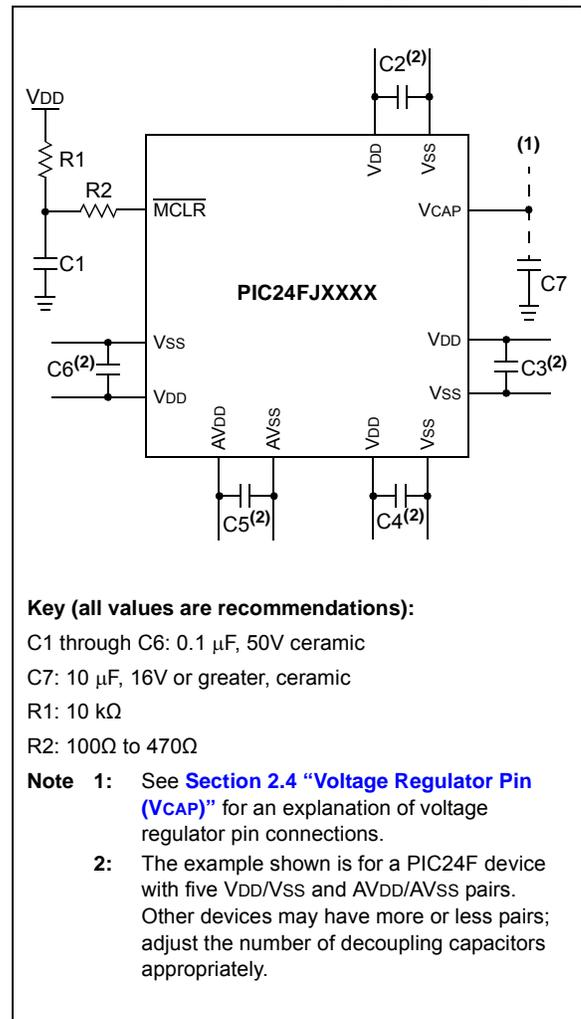 C2(2)
VDD
R1
R2
C1
MCLR
VDD
VSS
(1)
VCAP
C7
PIC24FJXXXX
VSS
C6(2)
VDD
VDD
C3(2)
VSS
AVDD
AVSS
VDD
VSS
C5(2)
C4(2)
Key (all values are recommendations):
C1 through C6: 0.1 μF, 50V ceramic
C7: 10 μF, 16V or greater, ceramic
R1: 10 kΩ
R2: 100Ω to 470Ω
Note 1: See Section 2.4 “Voltage Regulator Pin
(VCAP)” for an explanation of voltage
regulator pin connections.
2: The example shown is for a PIC24F device
with five VDD/VSS and AVDD/AVSS pairs.
Other devices may have more or less pairs;
adjust the number of decoupling capacitors
appropriately.